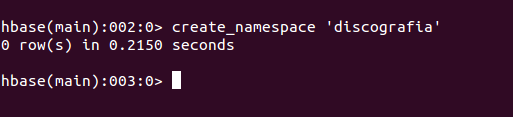 hbase(main):002:0> create_namespace 'discografia'
0 row(s) in 0.2150 seconds
hbase(main):003:0>